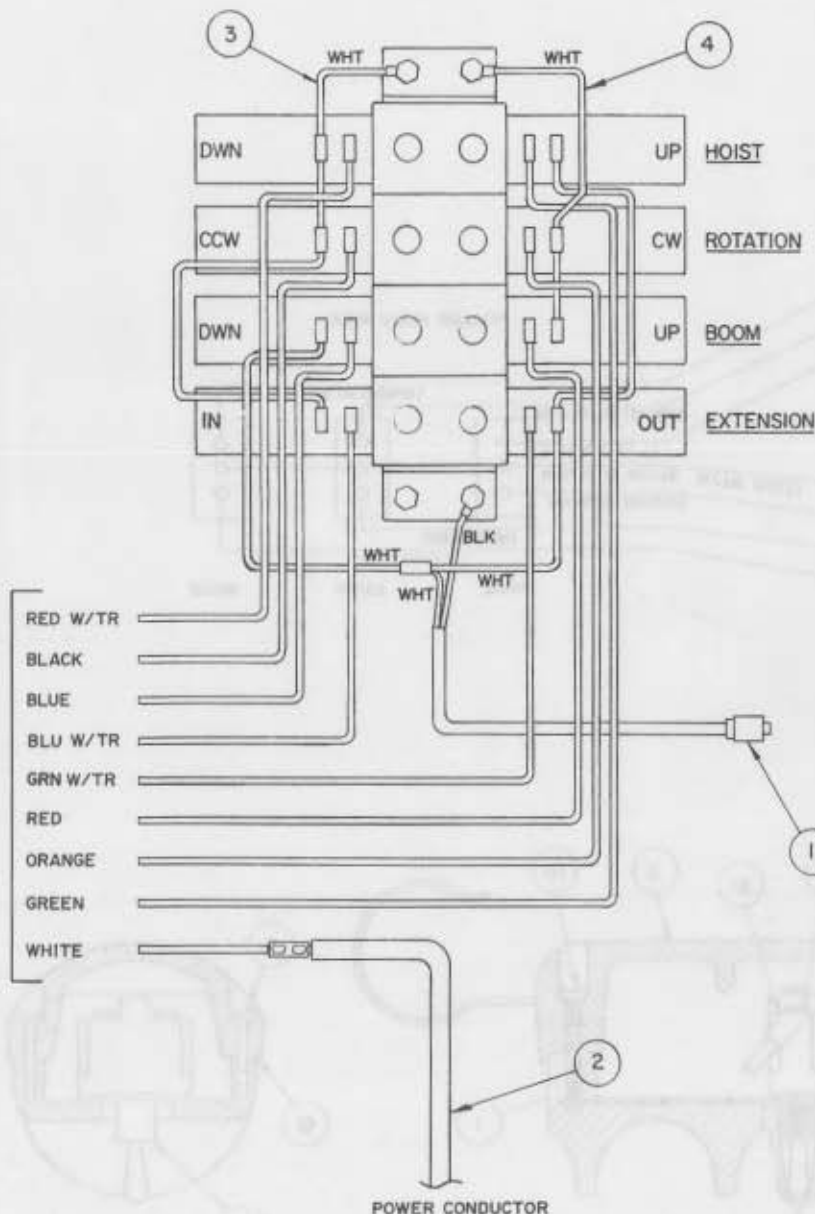 3
WHT
WHT
4
DWN
UP HOIST
CCW
CW ROTATION
DWN
UP BOOM
IN
OUT EXTENSION
BLK
WHT
WHT
WHT
RED W/TR
BLACK
BLUE
BLU W/TR
GRN W/TR
RED
1
ORANGE
GREEN
WHITE
2
POWER CONDUCTOR